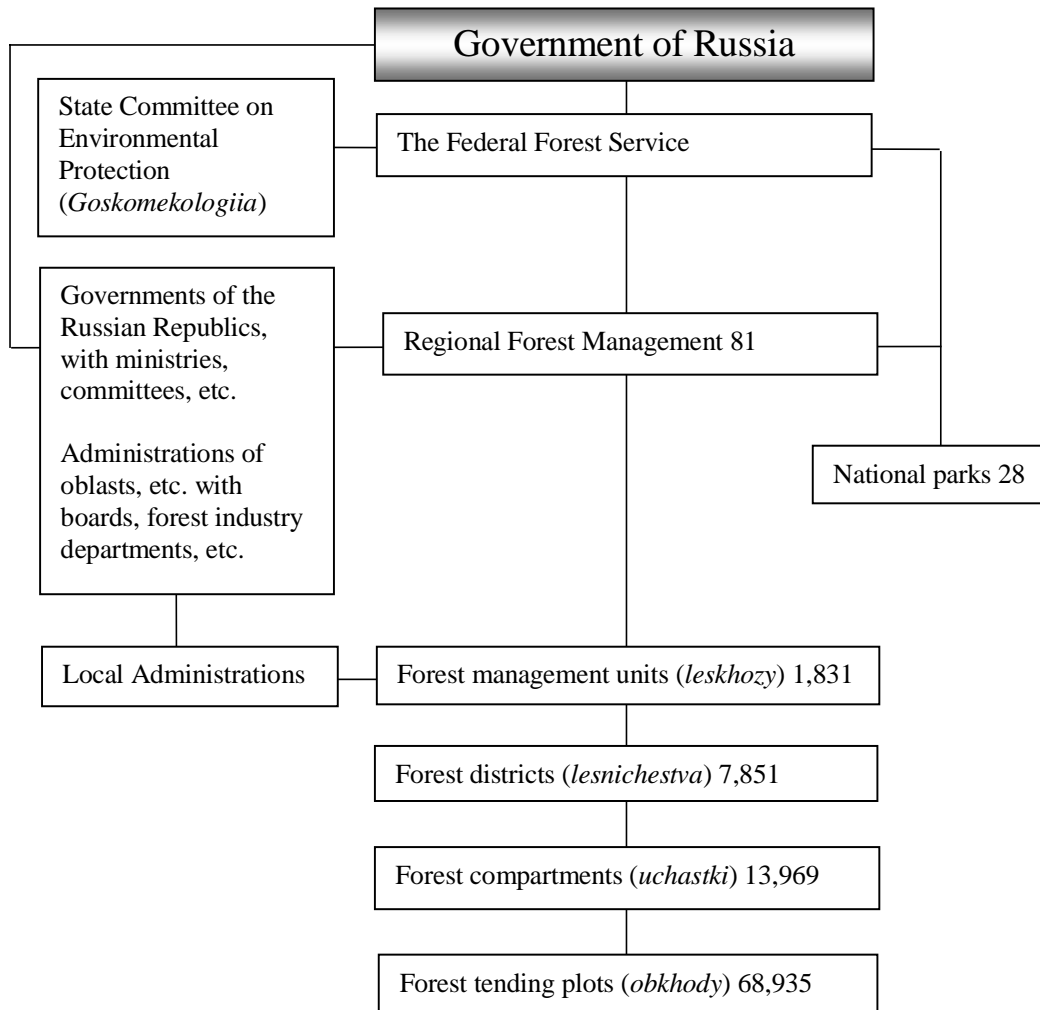 Government of Russia
State Committee on
Environmental
Protection
(Goskomekologiia)
The Federal Forest Service
Governments of the
Russian Republics,
with ministries,
committees, etc.
Administrations of
oblasts, etc. with
boards, forest industry
departments, etc.
Regional Forest Management 81
National parks 28
Local Administrations
Forest management units (leskhozy) 1,831
Forest districts (lesnichestva) 7,851
Forest compartments (uchastki) 13,969
Forest tending plots (obkhody) 68,935